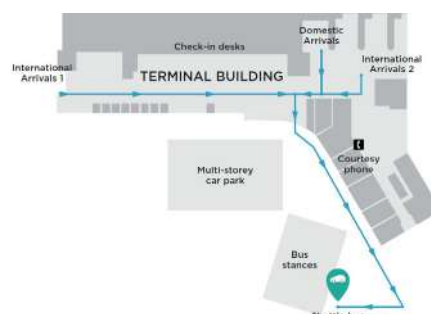 Domestic
Arrivals
Check-in desks
International
Arrivals 1
TERMINAL BUILDING
International
Arrivals 2
Courtesy
phone
Multi-storey
car park
Bus
stances